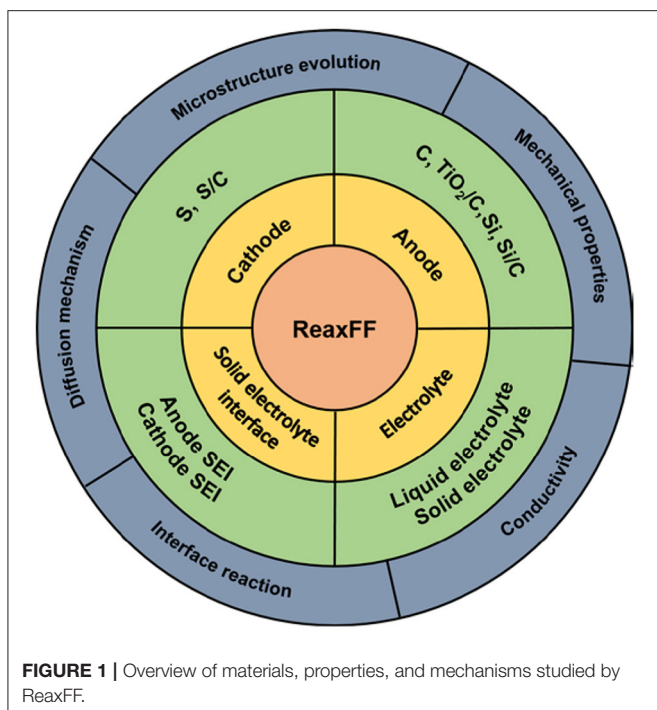 Microstructure evolution
Mechanical properties
Conductivity
Interface reaction
Diffusion mechanism
S, S/C
C, TiO₂/C, Si, Si/C
Cathode
Anode
ReaxFF
Solid electrolyte
interface
Electrolyte
Anode SEI
Cathode SEI
Liquid electrolyte
Solid electrolyte
FIGURE 1 | Overview of materials, properties, and mechanisms studied by
ReaxFF.